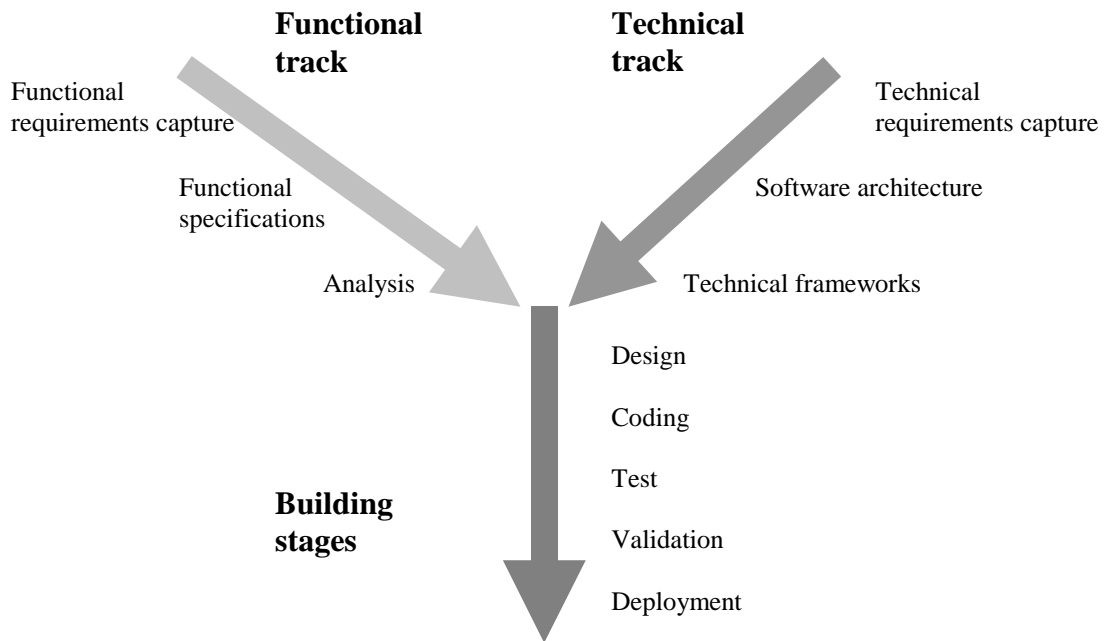 Functional
track
Technical
track
Functional
requirements capture
Technical
requirements capture
Functional
specifications
Software architecture
Analysis
Technical frameworks
Design
Coding
Test
Building
stages
Validation
Deployment